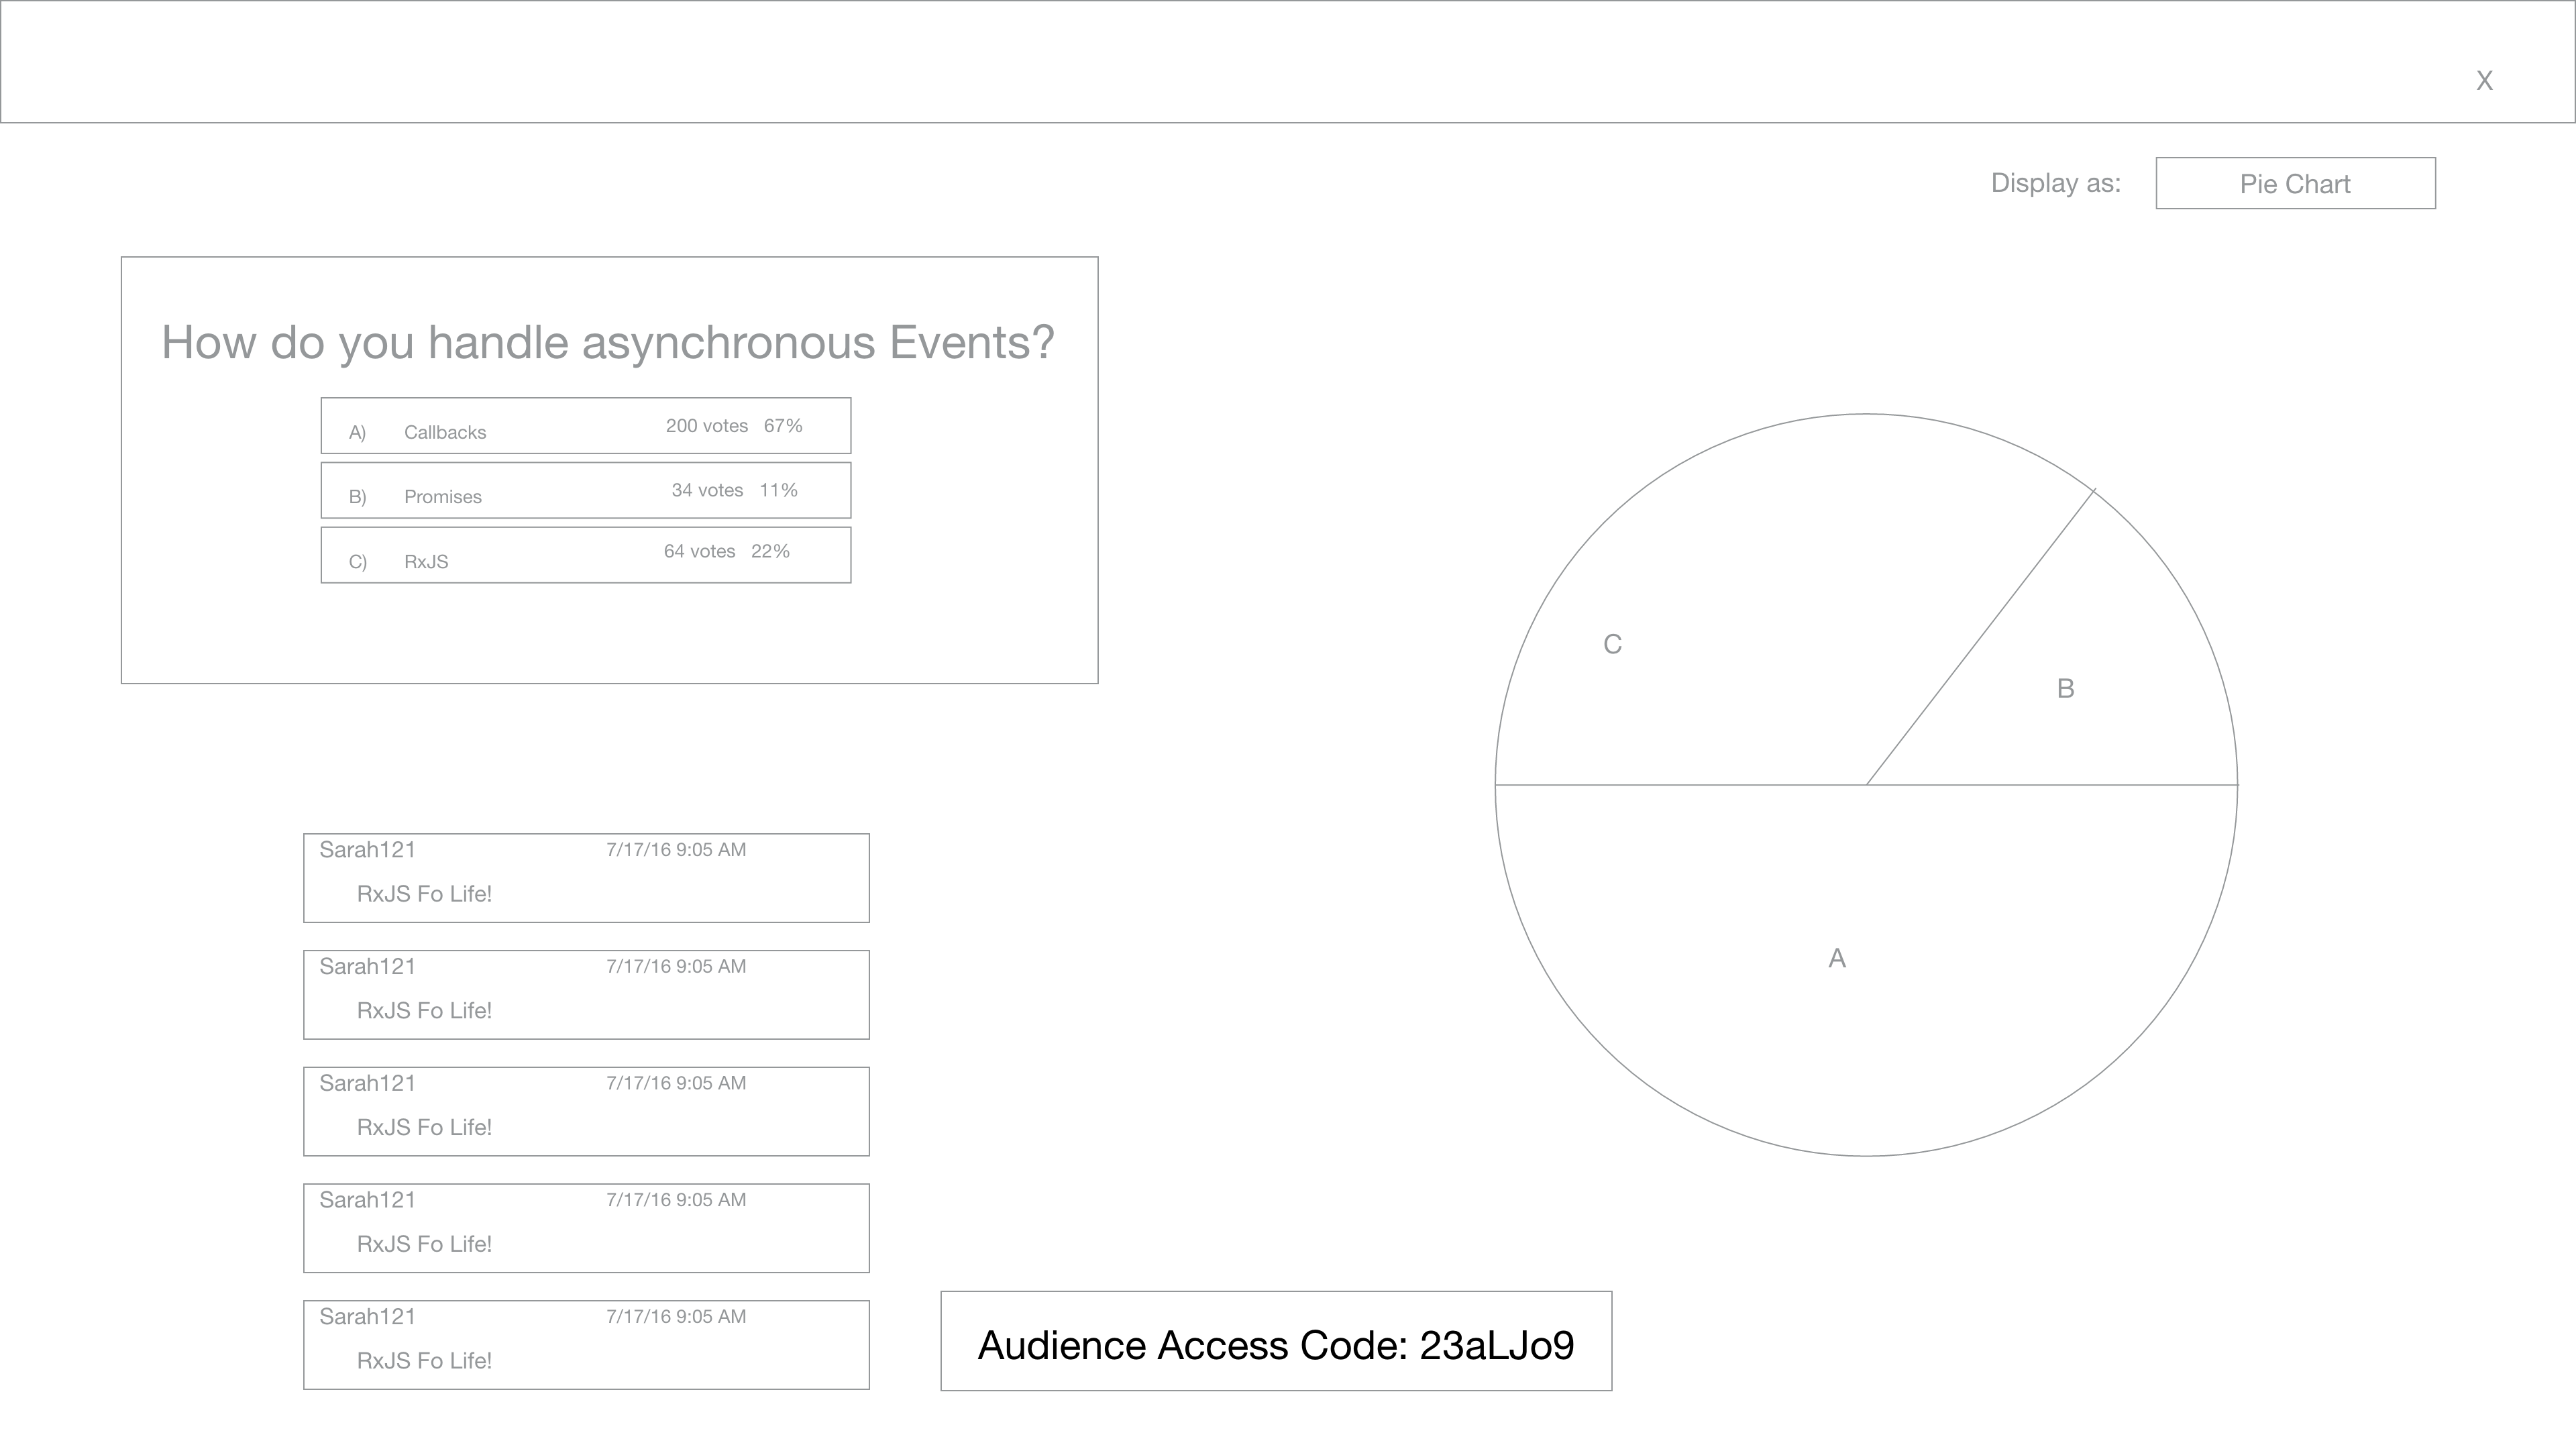 X
Display as: Pie Chart
How do you handle asynchronous Events?
A) Callbacks 200 votes 67%
B) Promises 34 votes 11%
C) RxJS 64 votes 22%
C
B
A
Sarah121 7/17/16 9:05 AM
RxJS Fo Life!
Sarah121 7/17/16 9:05 AM
RxJS Fo Life!
Sarah121 7/17/16 9:05 AM
RxJS Fo Life!
Sarah121 7/17/16 9:05 AM
RxJS Fo Life!
Sarah121 7/17/16 9:05 AM
RxJS Fo Life!
Audience Access Code: 23aLJo9